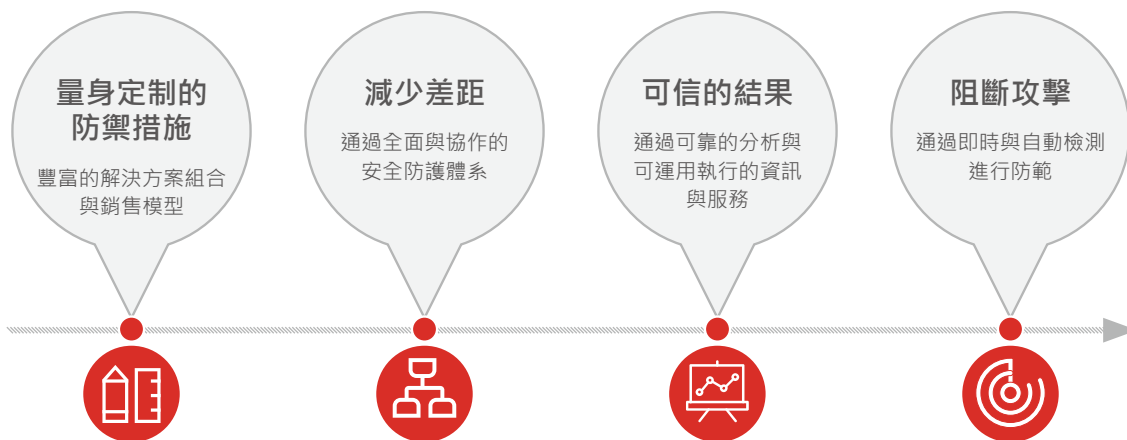 量身定制的
防禦措施
豐富的解決方案組合
與銷售模型
減少差距
通過全面與協作的
安全防護體系
可信的結果
通過可靠的分析與
可運用執行的資訊
與服務
阻斷攻擊
通過即時與自動檢測
進行防範